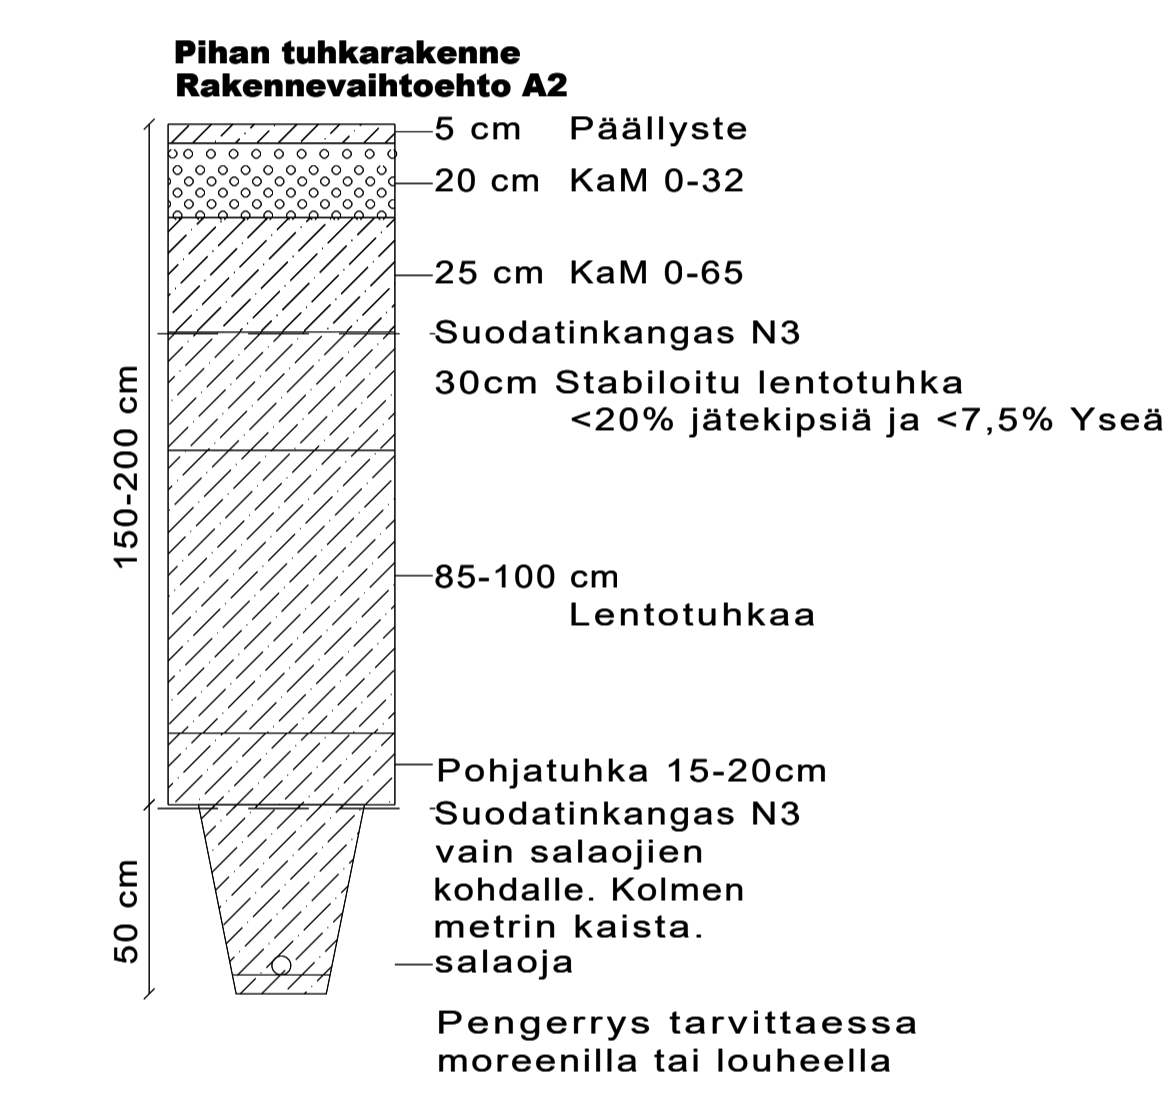 Pihan tuhkarakenne
Rakennevaihtoehto A2
5 cm Päällyste
20 cm KaM 0-32
25 cm KaM 0-65
Suodatinkangas N3
30cm Stabiloitu lentotuhka
<20% jätekipsiä ja <7,5% Yseä
150-200 cm
85-100 cm
Lentotuhkaa
Pohjatuhka 15-20cm
Suodatinkangas N3
vain salaojien
kohdalle. Kolmen
metrin kaista.
50 cm
salaoja
Pengerrys tarvittaessa
moreenilla tai louheella